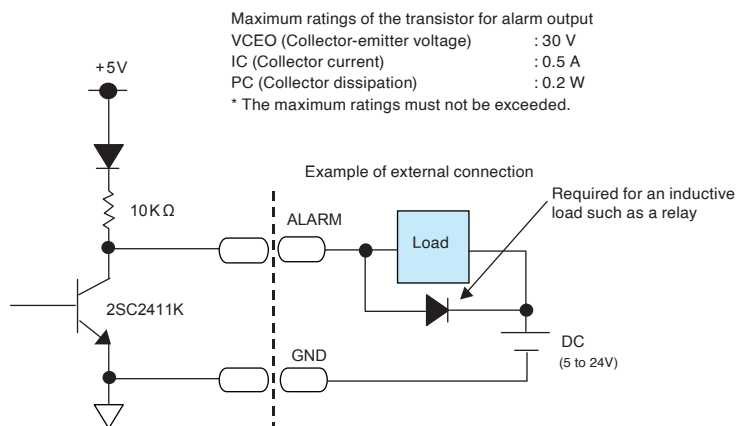 Maximum ratings of the transistor for alarm output
VCEO (Collector-emitter voltage) : 30 V
IC (Collector current) : 0.5 A
PC (Collector dissipation) : 0.2 W
* The maximum ratings must not be exceeded.
+5V
Example of external connection
Required for an inductive
load such as a relay
10KΩ
ALARM
Load
2SC2411K
GND
DC
(5 to 24V)